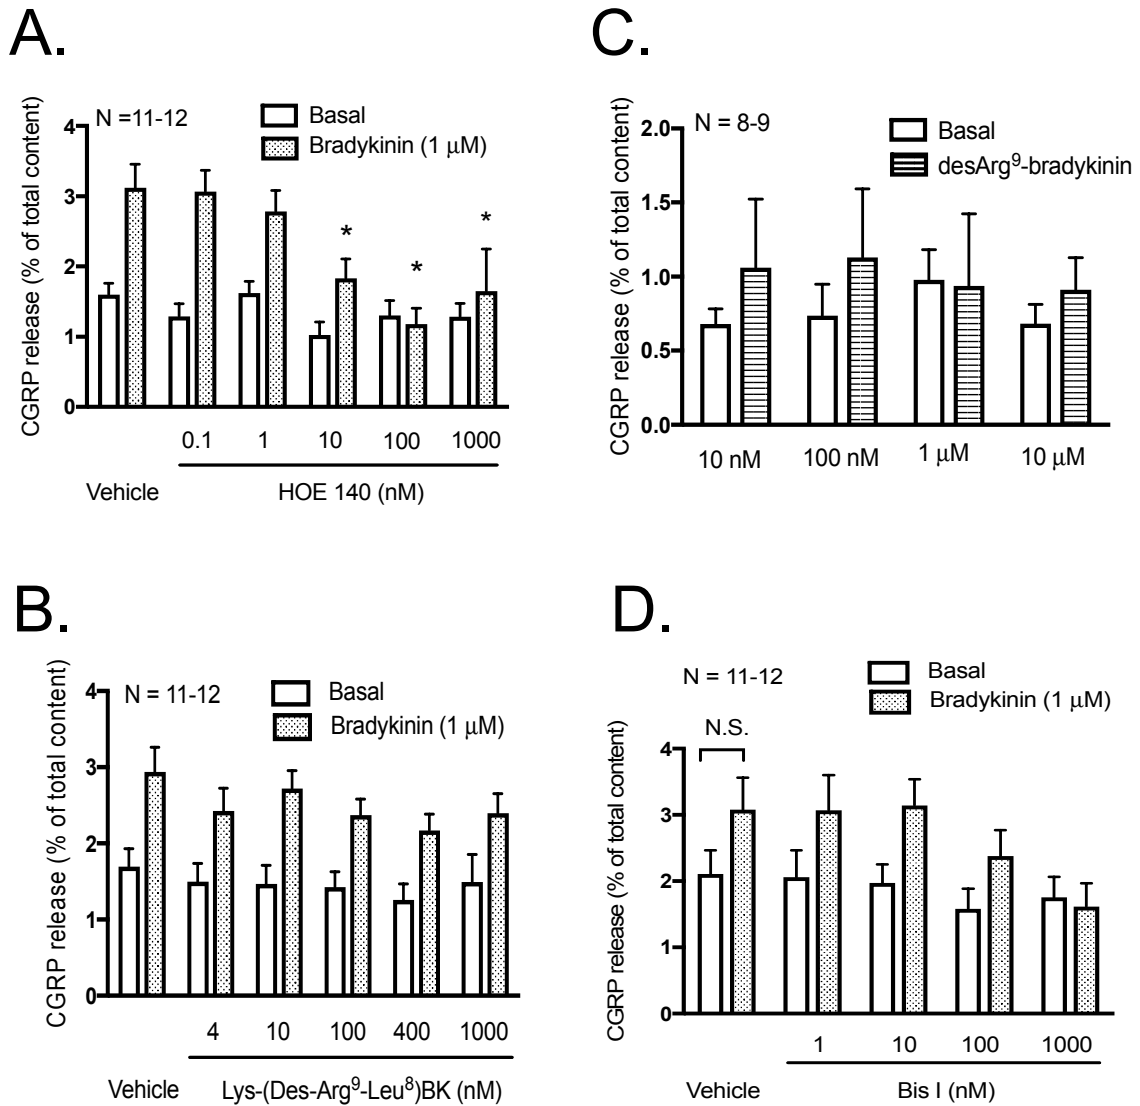 A.
N =11-12
Basal
Bradykinin (1 μM)
CGRP release (% of total content)
4
3
2
1
0
0.1 1 10 100 1000
* * *
Vehicle HOE 140 (nM)
C.
N = 8-9
Basal
desArg⁹-bradykinin
CGRP release (% of total content)
2.0
1.5
1.0
0.5
0.0
10 nM 100 nM 1 μM 10 μM
B.
N = 11-12
Basal
Bradykinin (1 μM)
CGRP release (% of total content)
4
3
2
1
0
4 10 100 400 1000
Vehicle Lys-(Des-Arg⁹-Leu⁸)BK (nM)
D.
N = 11-12
Basal
Bradykinin (1 μM)
N.S.
CGRP release (% of total content)
4
3
2
1
0
1 10 100 1000
Vehicle Bis I (nM)